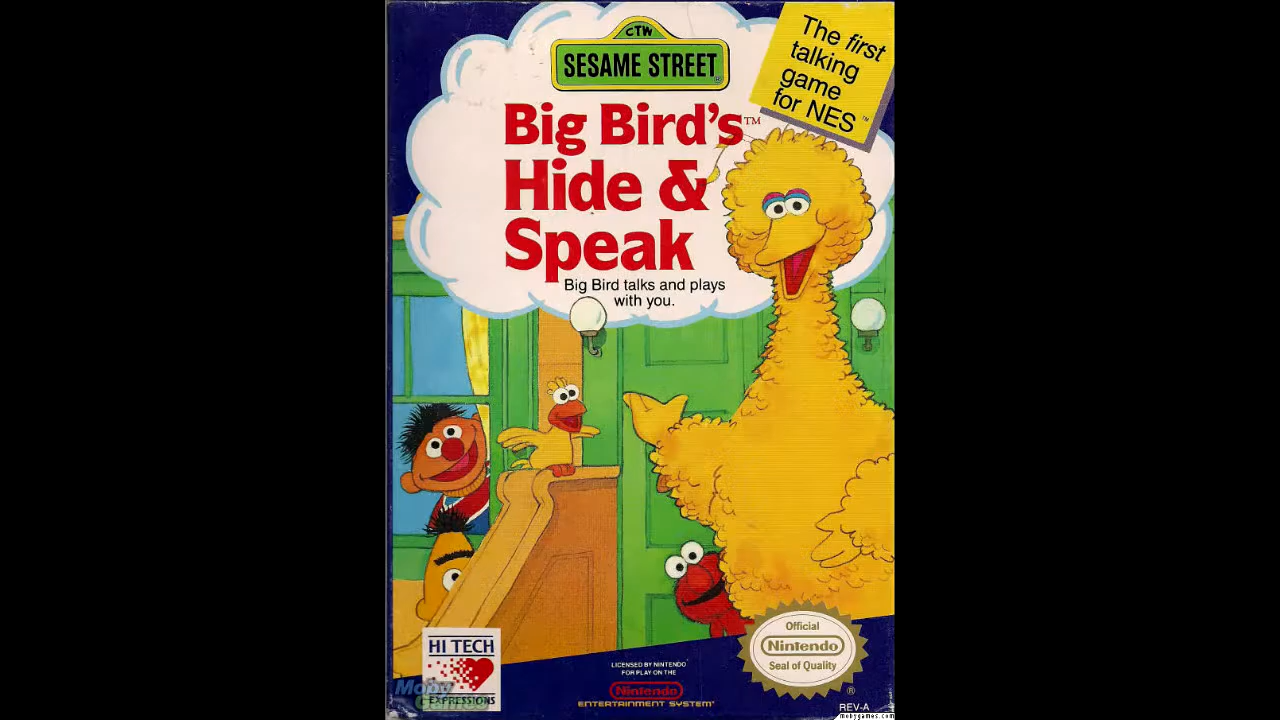 CTW
SESAME STREET®
Big Bird's™
Hide &
Speak
Big Bird talks and plays
with you.
The first
talking
game
for NES™
HI TECH
EXPRESSIONS
LICENSED BY NINTENDO®
FOR PLAY ON THE
Nintendo
ENTERTAINMENT SYSTEM®
Official
Nintendo
Seal of Quality
®
REV-A
Moby
Games
mobygames.com